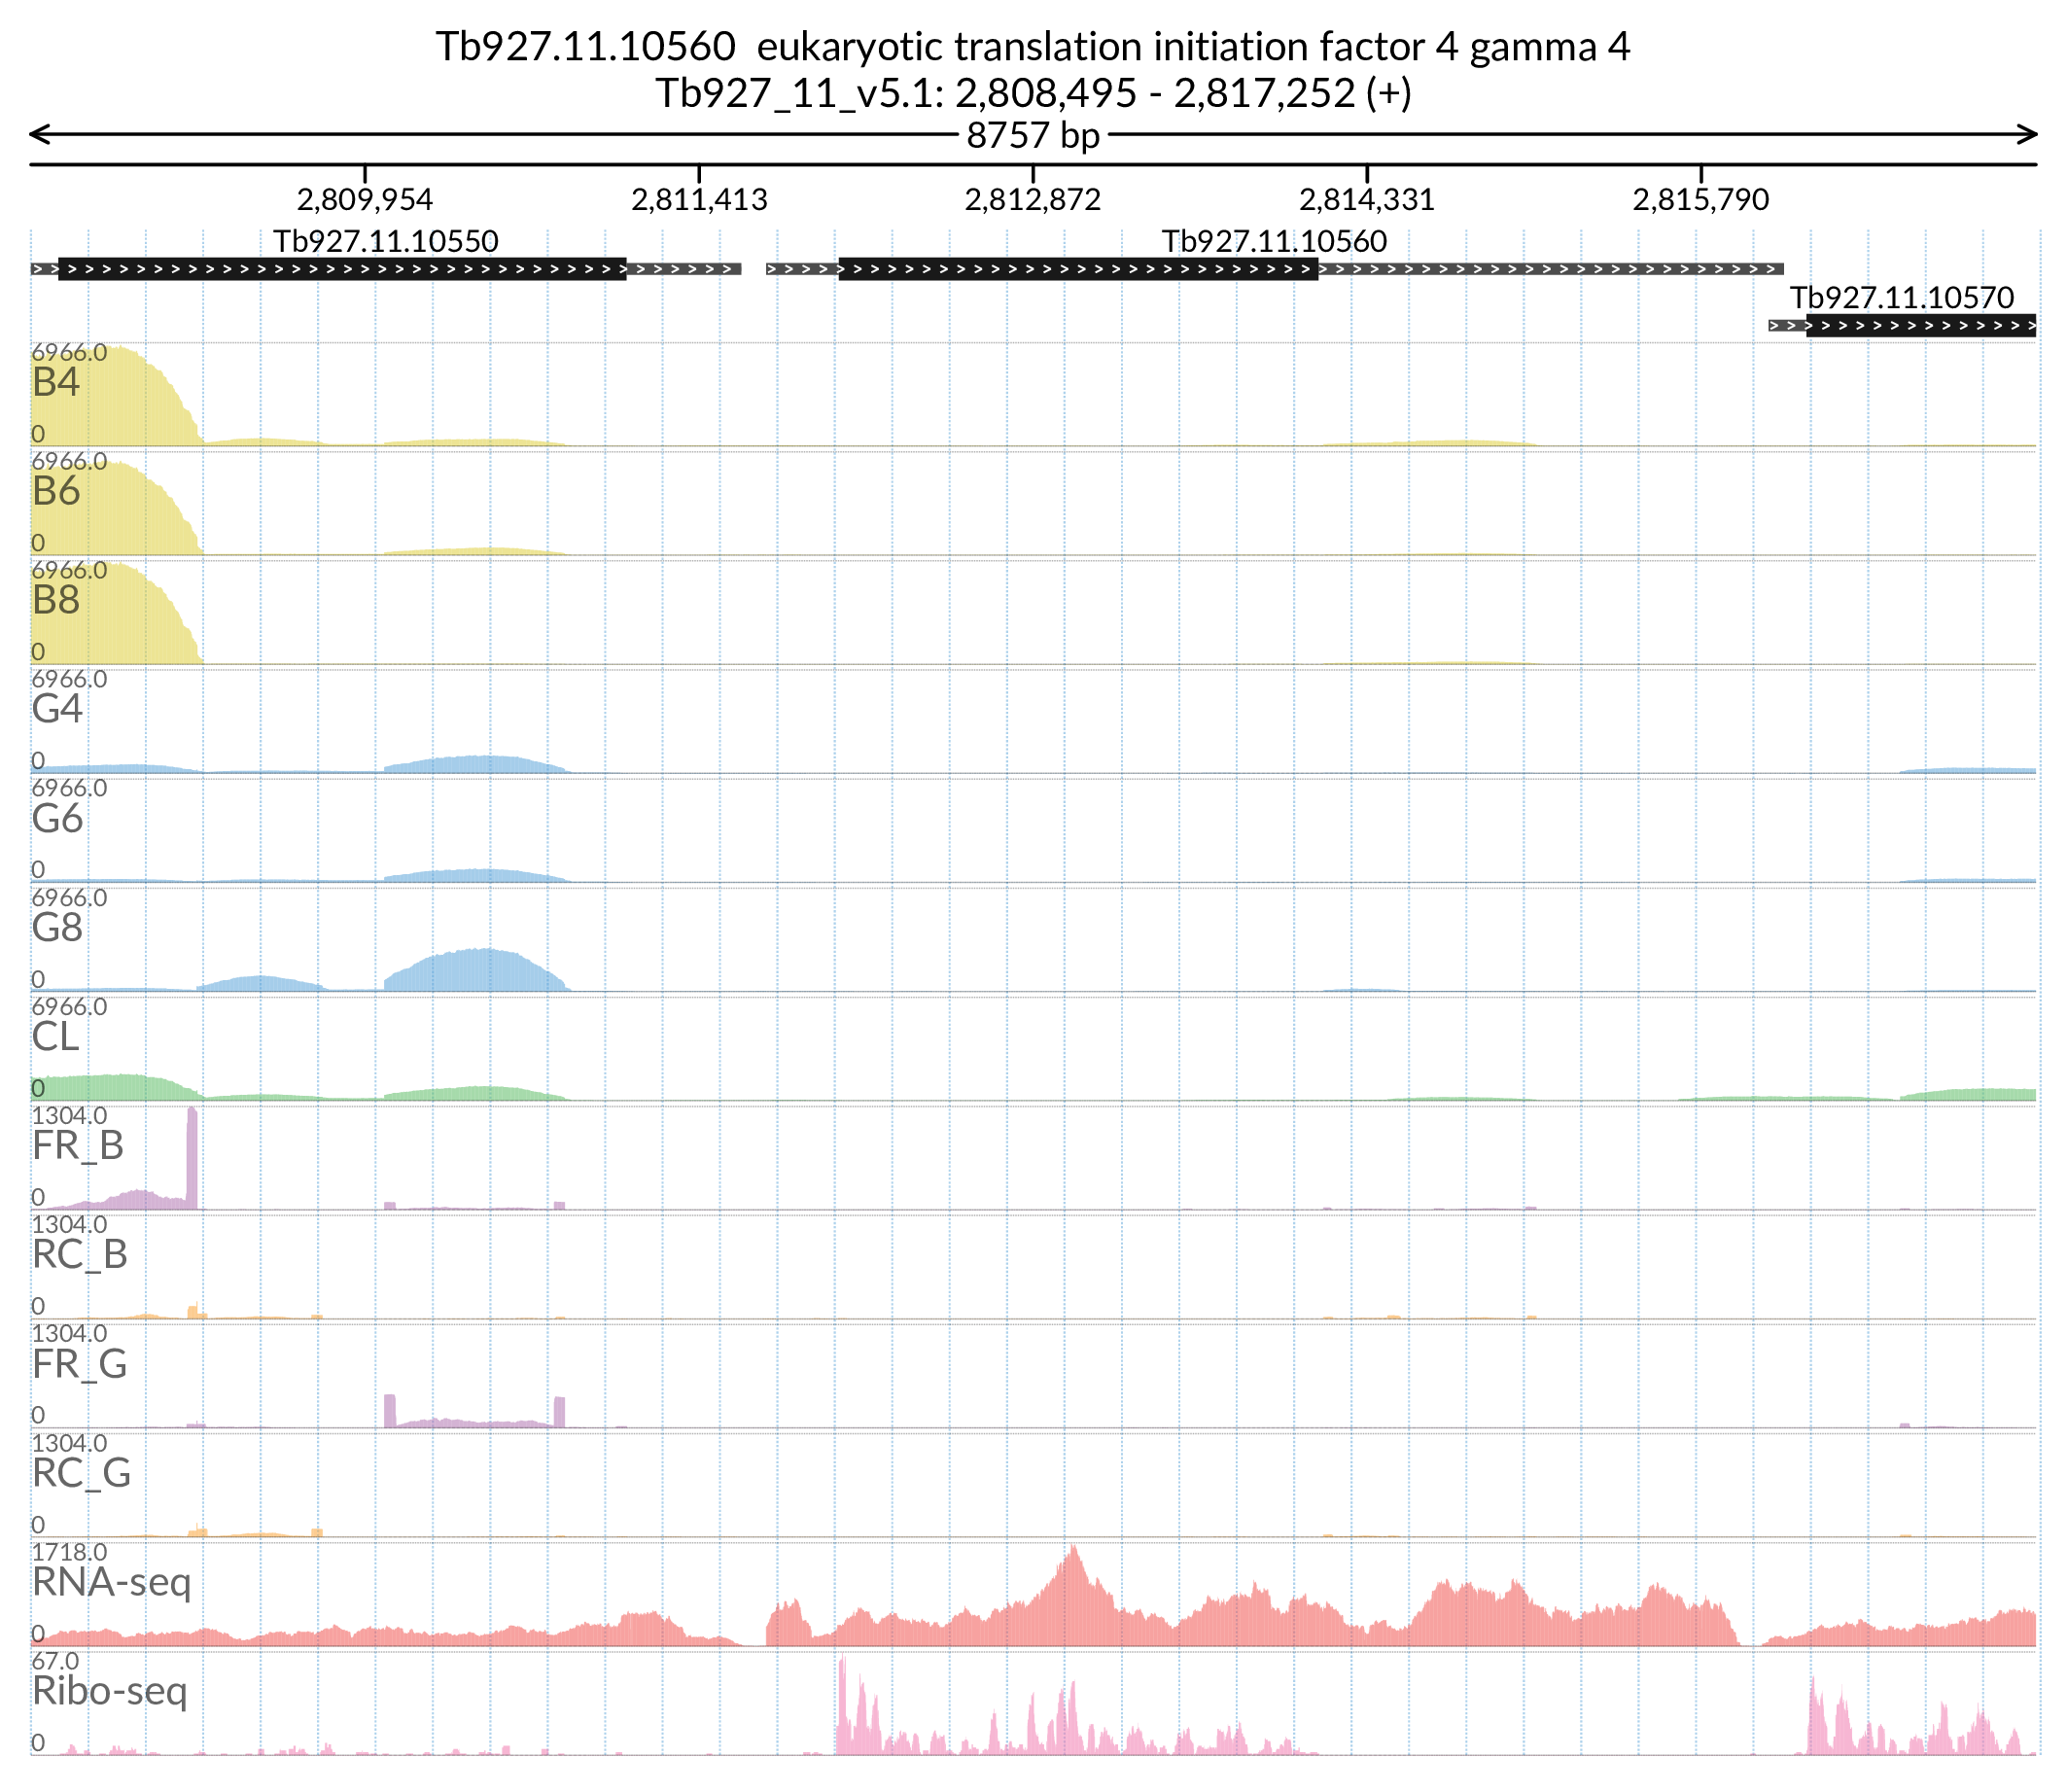 Tb927.11.10560  eukaryotic translation initiation factor 4 gamma 4
Tb927_11_v5.1: 2,808,495 - 2,817,252 (+)
8757 bp
2,809,954 2,811,413 2,812,872 2,814,331 2,815,790
Tb927.11.10550 Tb927.11.10560
Tb927.11.10570
6966.0
B4
0
6966.0
B6
0
6966.0
B8
0
6966.0
G4
0
6966.0
G6
0
6966.0
G8
0
6966.0
CL
0
1304.0
FR_B
0
1304.0
RC_B
0
1304.0
FR_G
0
1304.0
RC_G
0
1718.0
RNA-seq
0
67.0
Ribo-seq
0